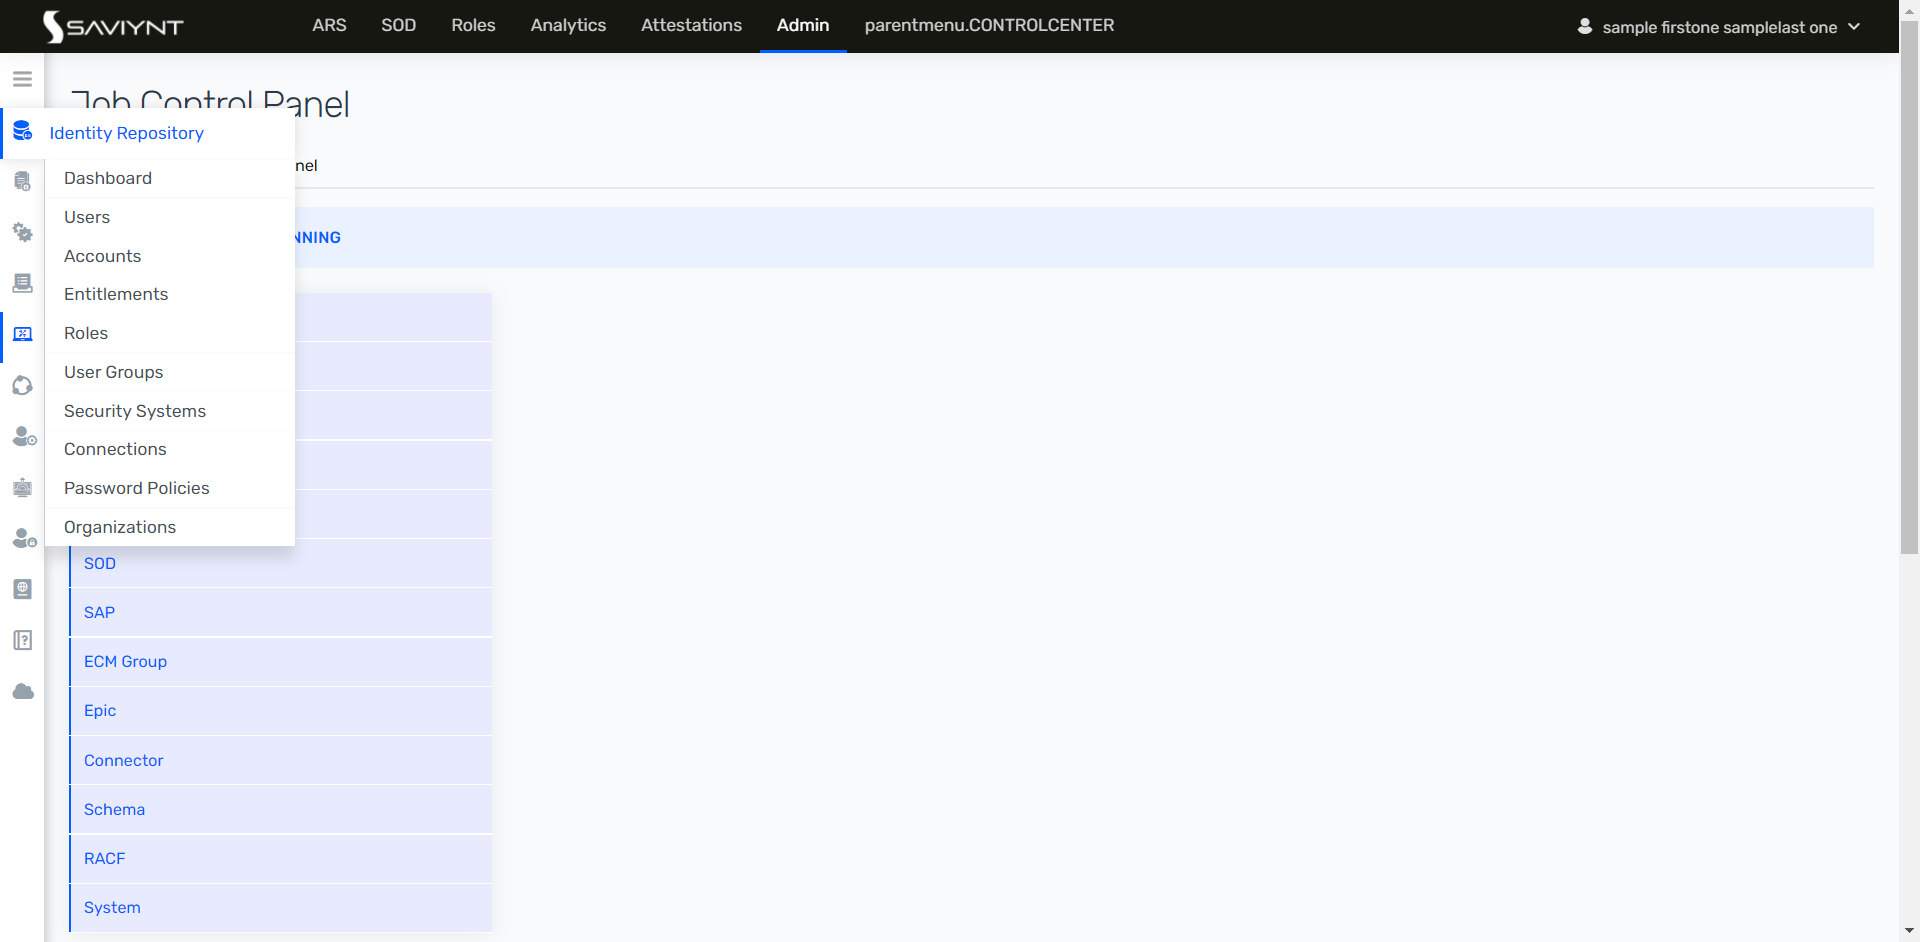 SAVIYNT
ARS SOD Roles Analytics Attestations Admin parentmenu.CONTROLCENTER sample firstone samplelast one
Job Control Panel
Identity Repository
nel
Dashboard
Users
NNING
Accounts
Entitlements
Roles
User Groups
Security Systems
Connections
Password Policies
Organizations
SOD
SAP
ECM Group
Epic
Connector
Schema
RACF
System